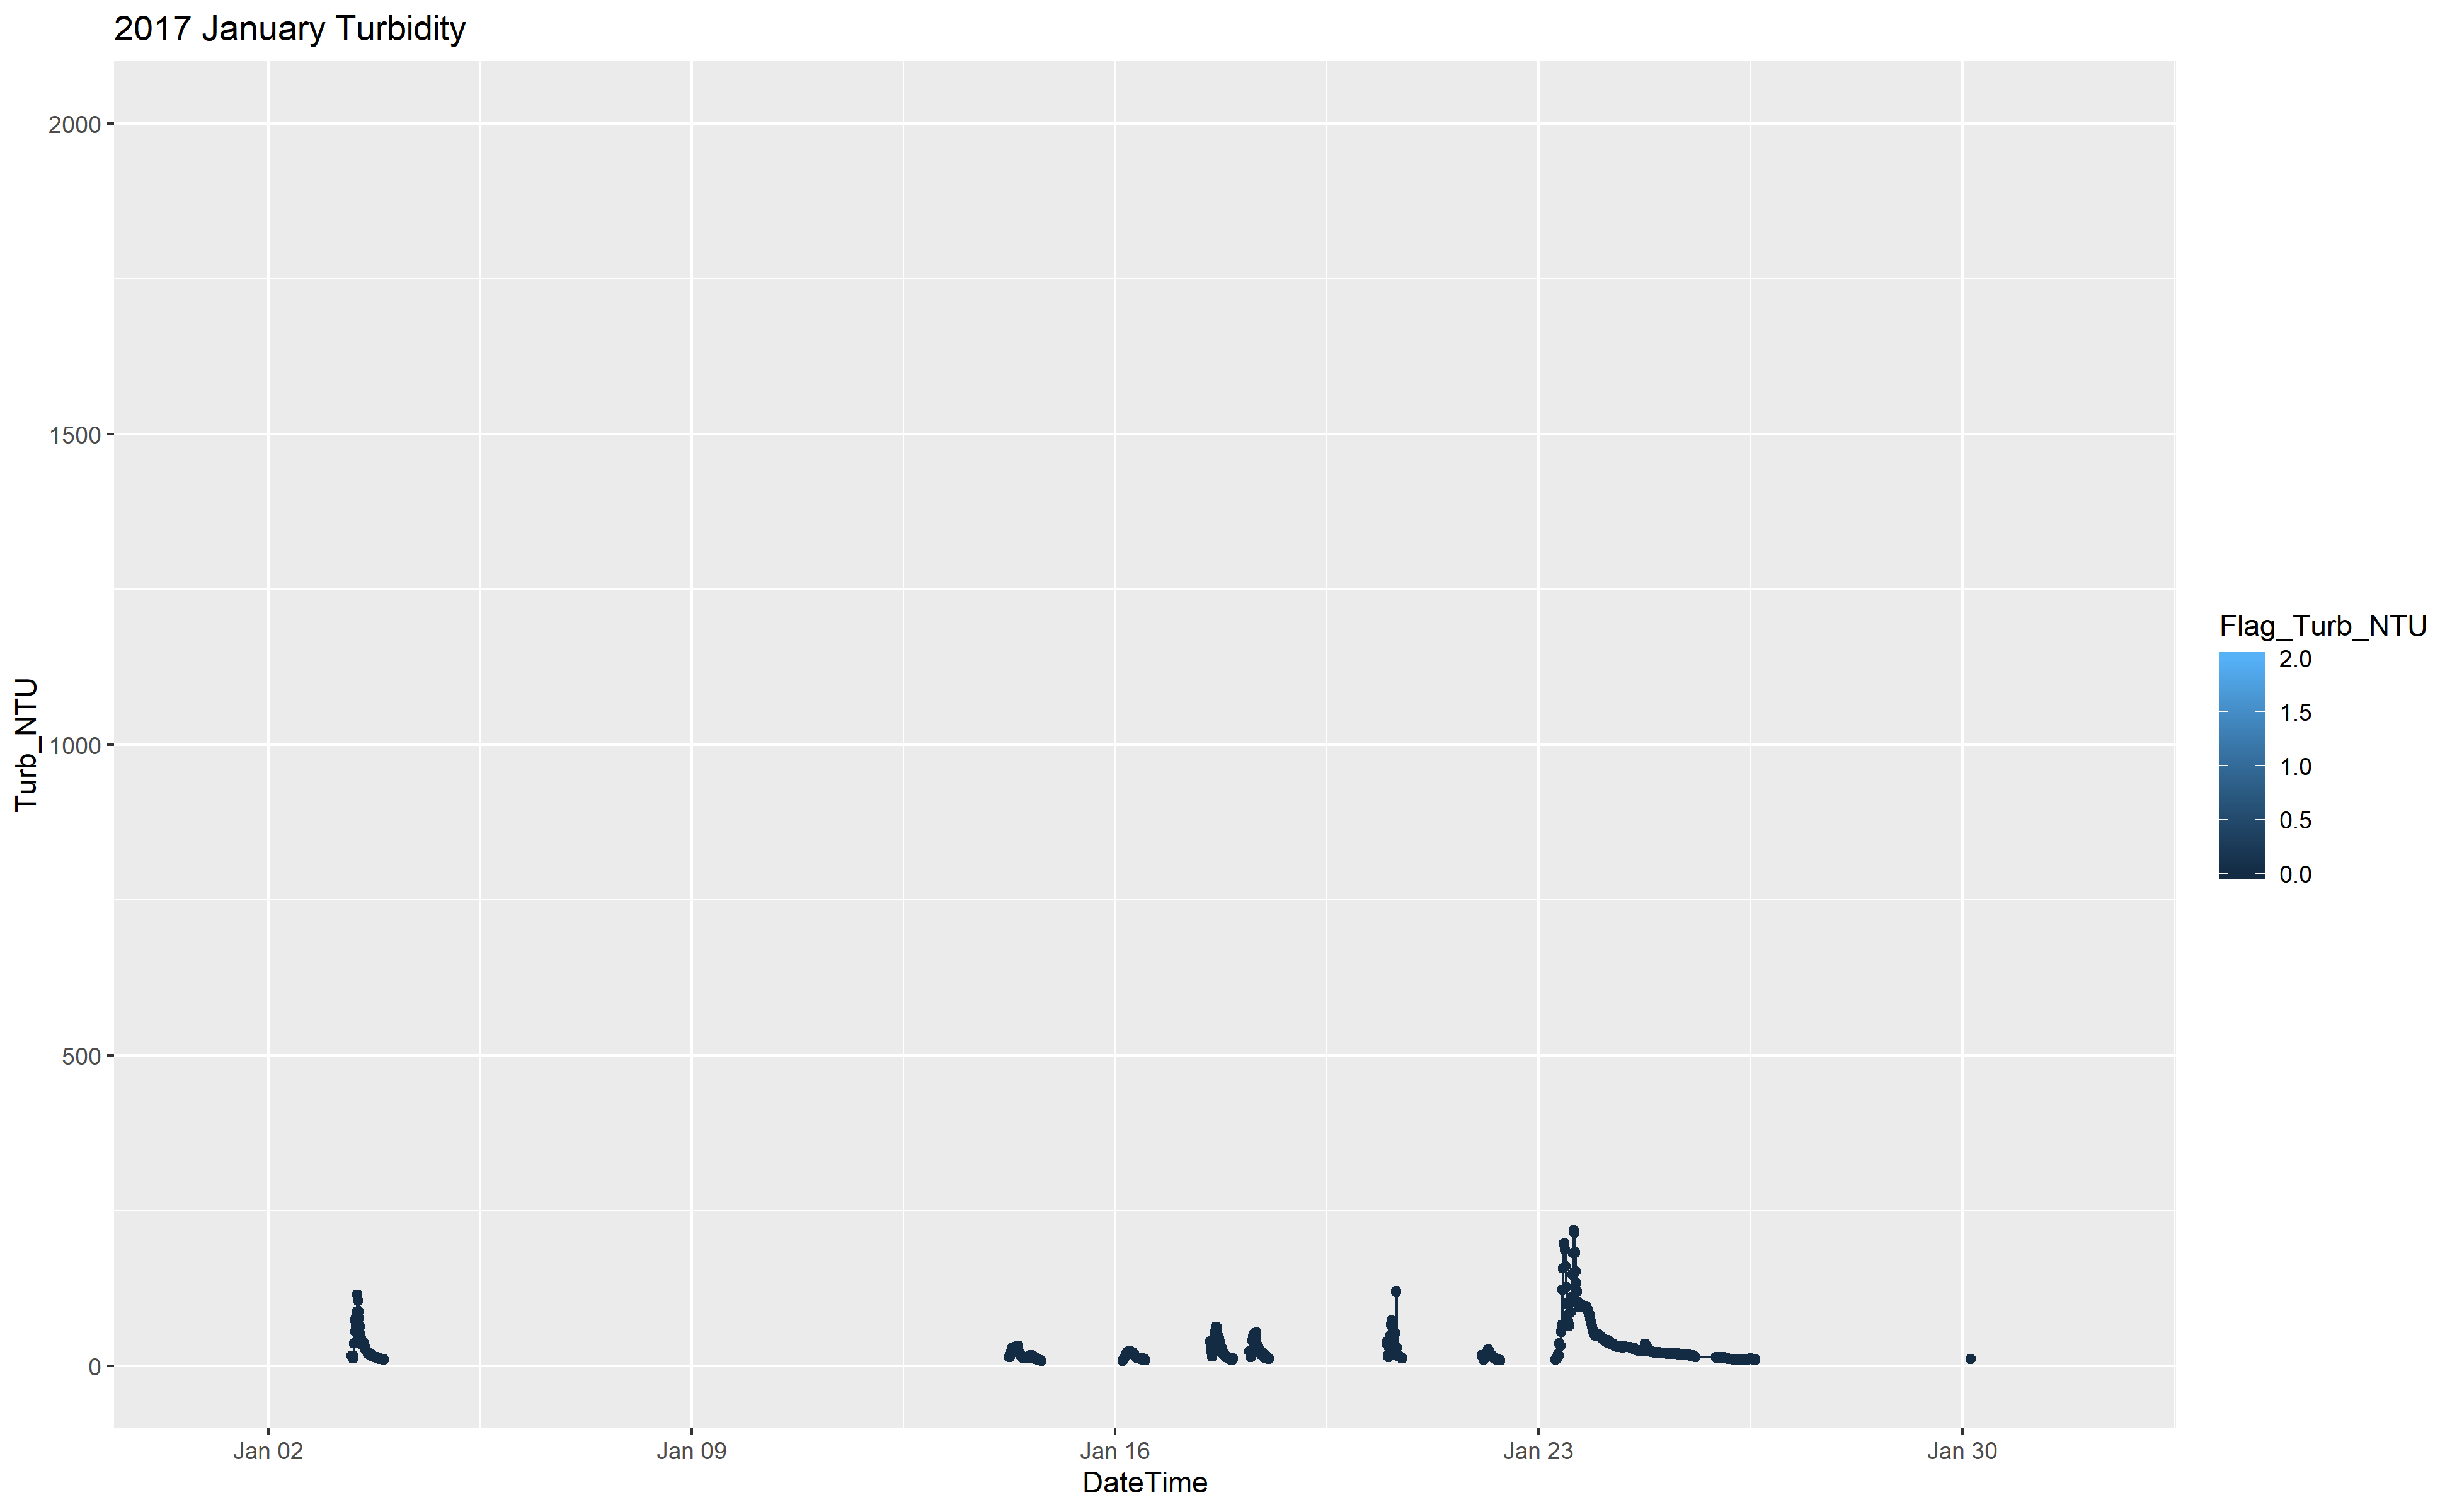 2017 January Turbidity
Turb_NTU
2000
1500
1000
500
0
Jan 02
Jan 09
Jan 16
Jan 23
Jan 30
DateTime
Flag_Turb_NTU
2.0
1.5
1.0
0.5
0.0